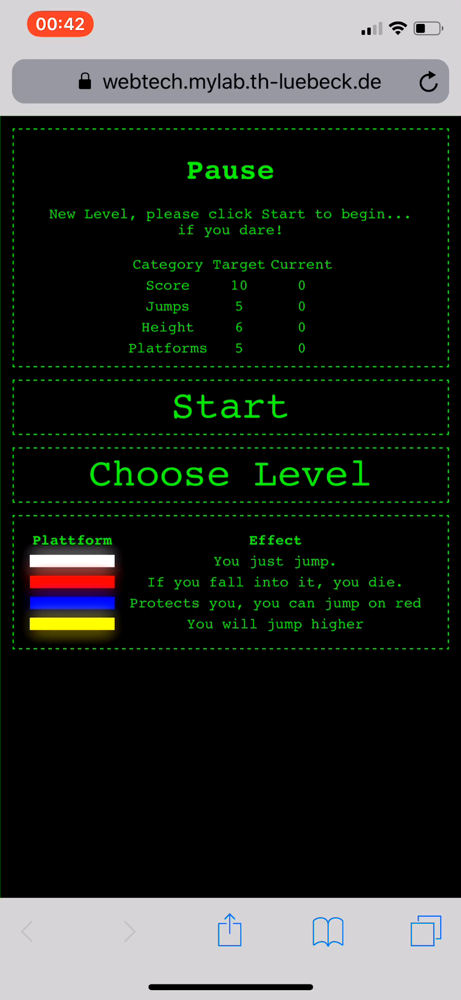 00:42
webtech.mylab.th-luebeck.de
Pause
New Level, please click Start to begin...
if you dare!
Category Target Current
Score 10 0
Jumps 5 0
Height 6 0
Platforms 5 0
Start
Choose Level
Plattform Effect
You just jump.
If you fall into it, you die.
Protects you, you can jump on red
You will jump higher